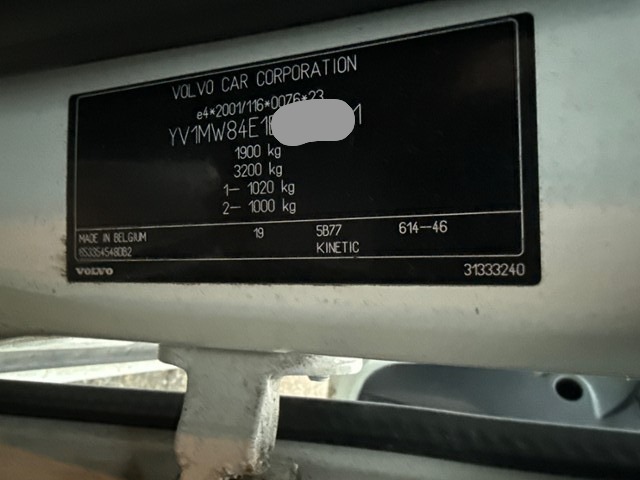 VOLVO CAR CORPORATION
e4*2001/116*0076*23
YV1MW84E1
1900 kg
3200 kg
1– 1020 kg
2– 1000 kg
MADE IN BELGIUM 19 5B77 614–46
KINETIC
VOLVO 31333240